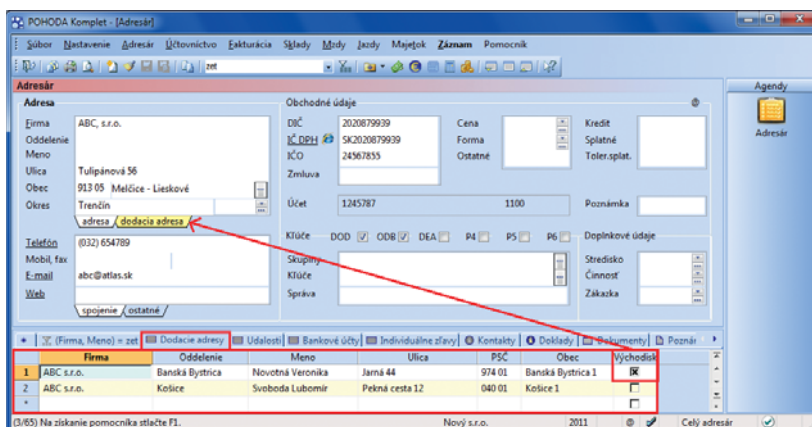 POHODA Komplet - [Adresár]
Súbor Nastavenie Adresár Účtovníctvo Fakturácia Sklady Mzdy Jazdy Majetok Záznam Pomocník
zet
Adresár
Agendy
Adresár
Adresa
Firma ABC, s.r.o.
Oddelenie
Meno
Ulica Tulipánová 56
Obec 913 05 Melčice - Lieskové
Okres Trenčín
adresa dodacia adresa
Telefón (032) 654789
Mobil, fax
E-mail abc@atlas.sk
Web
spojenie ostatné
Obchodné údaje @
DIČ 2020879939 Cena Kredit
IČ DPH SK2020879939 Forma Splatné
IČO 24567855 Ostatné Toler.splat.
Zmluva
Účet 1245787 1100 Poznámka
Kľúče DOD ODB DEA P4 P5 P6 Doplnkové údaje
Skupiny Stredisko
Kľúče Činnosť
Správa Zákazka
(Firma, Meno) = zet Dodacie adresy Udalosti Bankové účty Individuálne zľavy Kontakty Doklady Dokumenty Poznár
Firma Oddelenie Meno Ulica PSČ Obec Východisk
1 ABC s.r.o. Banská Bystrica Novotná Veronika Jarná 44 974 01 Banská Bystrica 1
2 ABC s.r.o. Košice Svoboda Lubomír Pekná cesta 12 040 01 Košice 1
*
(3/65) Na získanie pomocníka stlačte F1. Nový s.r.o. 2011 @ Celý adresár